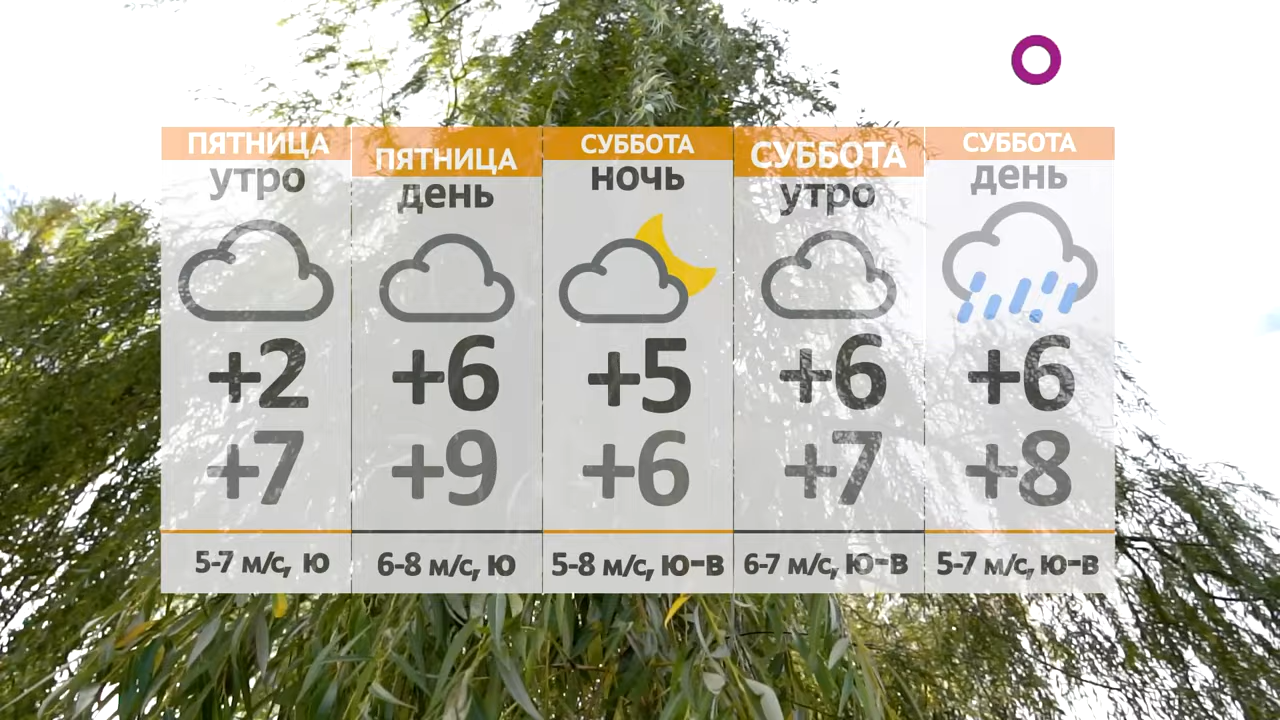 ПЯТНИЦА
утро
+2
+7
5-7 м/с, Ю
ПЯТНИЦА
день
+6
+9
6-8 м/с, Ю
СУББОТА
ночь
+5
+6
5-8 м/с, Ю-В
СУББОТА
утро
+6
+7
6-7 м/с, Ю-В
СУББОТА
день
+6
+8
5-7 м/с, Ю-В